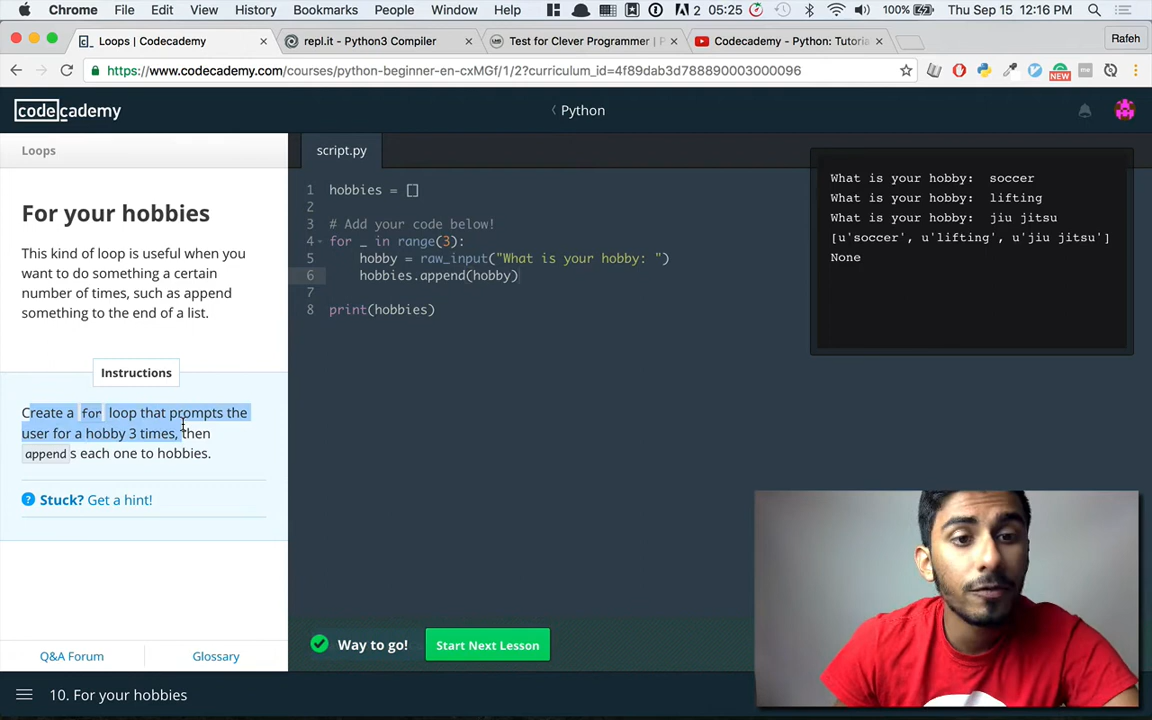 Chrome File Edit View History Bookmarks People Window Help 2 05:25 100% Thu Sep 15 12:16 PM
Loops | Codecademy
repl.it - Python3 Compiler
Test for Clever Programmer | P
Codecademy - Python: Tutoria
Rafeh
https://www.codecademy.com/courses/python-beginner-en-cxMGf/1/2?curriculum_id=4f89dab3d788890003000096
NEW
me
codecademy
Python
Loops
script.py
For your hobbies
This kind of loop is useful when you
want to do something a certain
number of times, such as append
something to the end of a list.
Instructions
Create a for loop that prompts the
user for a hobby 3 times, then
appends each one to hobbies.
? Stuck? Get a hint!
Q&A Forum
Glossary
1 hobbies = []
2
3 # Add your code below!
4 for _ in range(3):
5 hobby = raw_input("What is your hobby: ")
6 hobbies.append(hobby)
7
8 print(hobbies)
What is your hobby: soccer
What is your hobby: lifting
What is your hobby: jiu jitsu
[u'soccer', u'lifting', u'jiu jitsu']
None
Way to go!
Start Next Lesson
10. For your hobbies